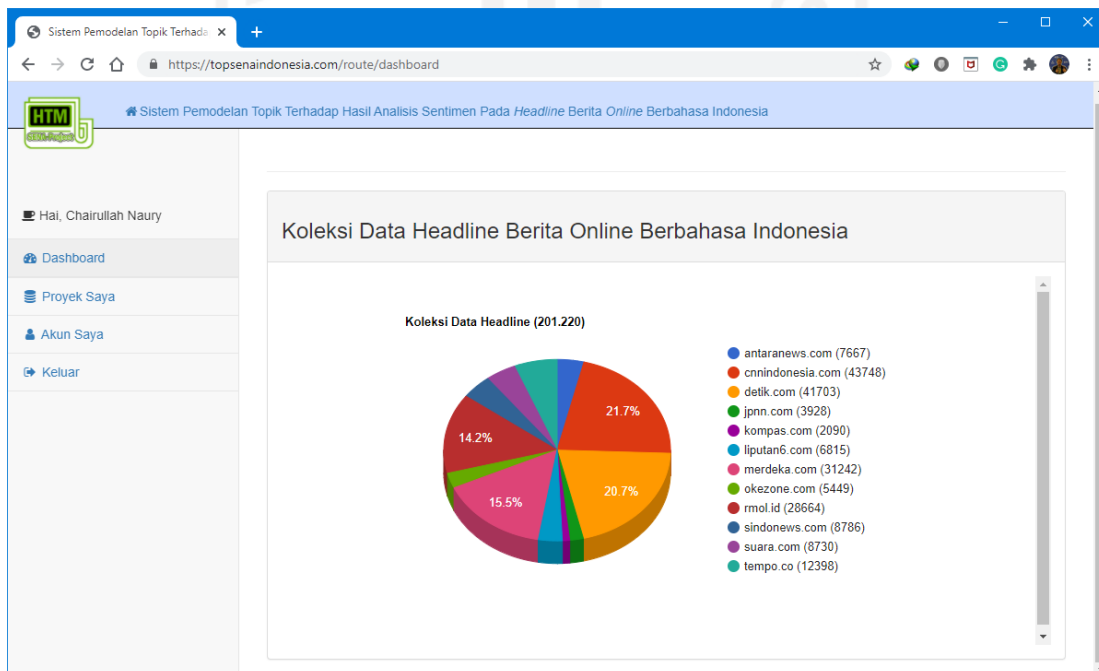 Sistem Pemodelan Topik Terhada
https://topsenaindonesia.com/route/dashboard
HTM
Sistem Pemodelan Topik Terhadap Hasil Analisis Sentimen Pada Headline Berita Online Berbahasa Indonesia
Hai, Chairullah Naury
Dashboard
Proyek Saya
Akun Saya
Keluar
Koleksi Data Headline Berita Online Berbahasa Indonesia
Koleksi Data Headline (201.220)
21.7%
20.7%
15.5%
14.2%
antaranews.com (7667)
cnnindonesia.com (43748)
detik.com (41703)
jpnn.com (3928)
kompas.com (2090)
liputan6.com (6815)
merdeka.com (31242)
okezone.com (5449)
rmol.id (28664)
sindonews.com (8786)
suara.com (8730)
tempo.co (12398)